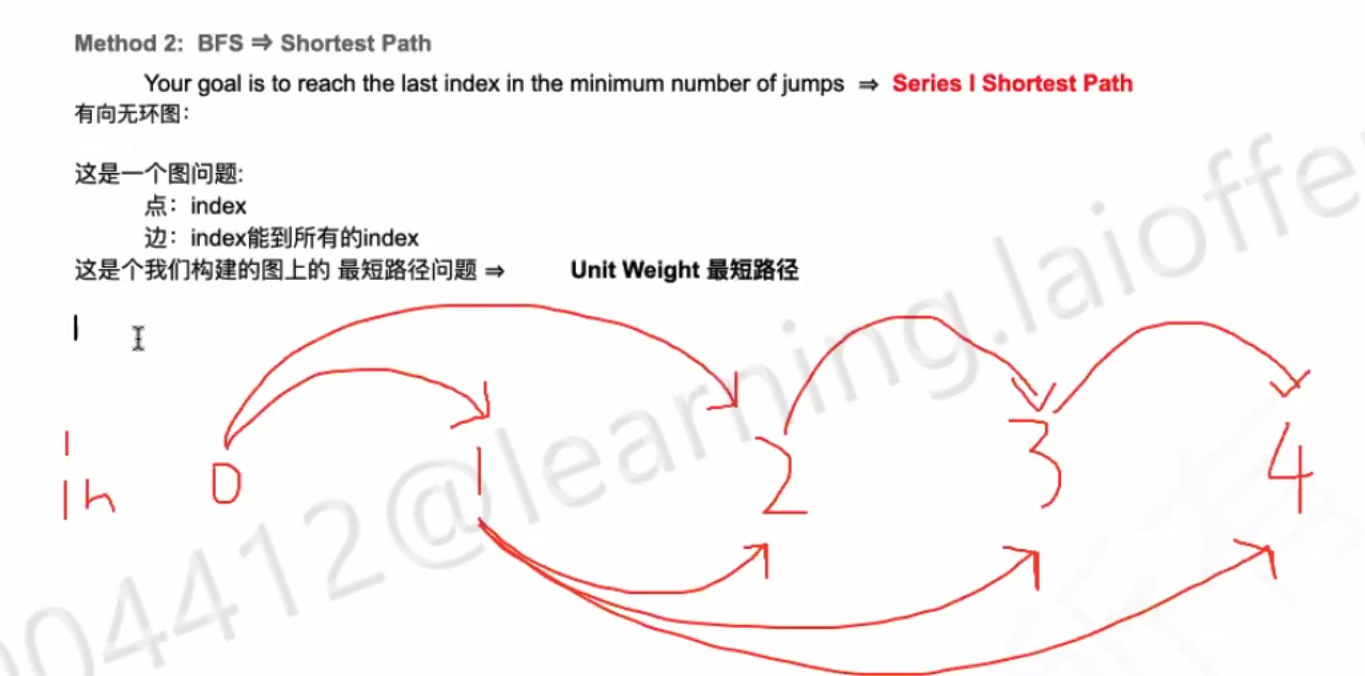 Method 2: BFS ⇒ Shortest Path
Your goal is to reach the last index in the minimum number of jumps ⇒ Series I Shortest Path
有向无环图：
这是一个图问题:
点：index
边：index能到所有的index
这是个我们构建的图上的 最短路径问题 ⇒ Unit Weight 最短路径
0 1 2 3 4
04412@learning.laioffe